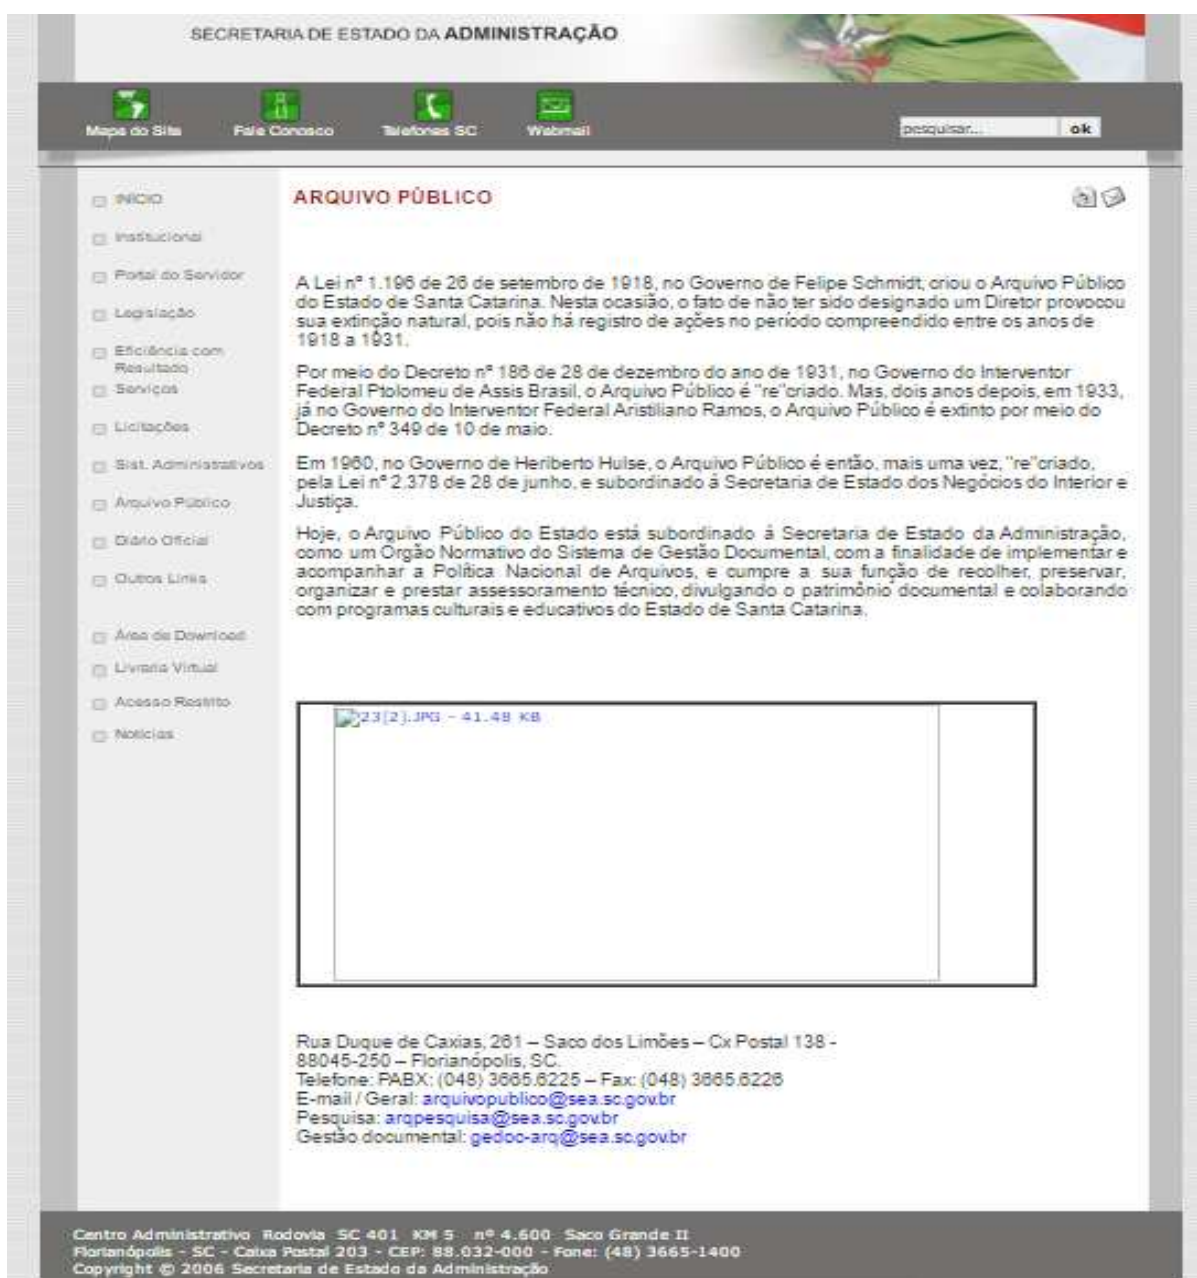 SECRETARIA DE ESTADO DA ADMINISTRAÇÃO
Mapa do Site
Fale Conosco
Telefones SC
Webmail
pesquisar...
ok
INÍCIO
Institucional
Portal do Servidor
Legislação
Eficiência com
Resultado
Serviços
Licitações
Sist. Administrativos
Arquivo Público
Diário Oficial
Outros Links
Área de Download
Livraria Virtual
Acesso Restrito
Notícias
ARQUIVO PÚBLICO
A Lei nº 1.196 de 26 de setembro de 1918, no Governo de Felipe Schmidt, criou o Arquivo Público
do Estado de Santa Catarina. Nesta ocasião, o fato de não ter sido designado um Diretor provocou
sua extinção natural, pois não há registro de ações no período compreendido entre os anos de
1918 a 1931.
Por meio do Decreto nº 186 de 28 de dezembro do ano de 1931, no Governo do Interventor
Federal Ptolomeu de Assis Brasil, o Arquivo Público é "re"criado. Mas, dois anos depois, em 1933,
já no Governo do Interventor Federal Aristiliano Ramos, o Arquivo Público é extinto por meio do
Decreto nº 349 de 10 de maio.
Em 1960, no Governo de Heriberto Hulse, o Arquivo Público é então, mais uma vez, "re"criado,
pela Lei nº 2.378 de 28 de junho, e subordinado á Secretaria de Estado dos Negócios do Interior e
Justiça.
Hoje, o Arquivo Público do Estado está subordinado á Secretaria de Estado da Administração,
como um Órgão Normativo do Sistema de Gestão Documental, com a finalidade de implementar e
acompanhar a Política Nacional de Arquivos, e cumpre a sua função de recolher, preservar,
organizar e prestar assessoramento técnico, divulgando o patrimônio documental e colaborando
com programas culturais e educativos do Estado de Santa Catarina.
23[2].JPG - 41.48 KB
Rua Duque de Caxias, 261 – Saco dos Limões – Cx Postal 138 -
88045-250 – Florianópolis, SC.
Telefone: PABX: (048) 3665.6225 – Fax: (048) 3665.6226
E-mail / Geral: arquivopublico@sea.sc.gov.br
Pesquisa: arqpesquisa@sea.sc.gov.br
Gestão documental: gedoc-arq@sea.sc.gov.br
Centro Administrativo Rodovia SC 401 KM 5 nº 4.600 Saco Grande II
Florianópolis - SC - Caixa Postal 203 - CEP: 88.032-000 - Fone: (48) 3665-1400
Copyright © 2006 Secretaria de Estado da Administração